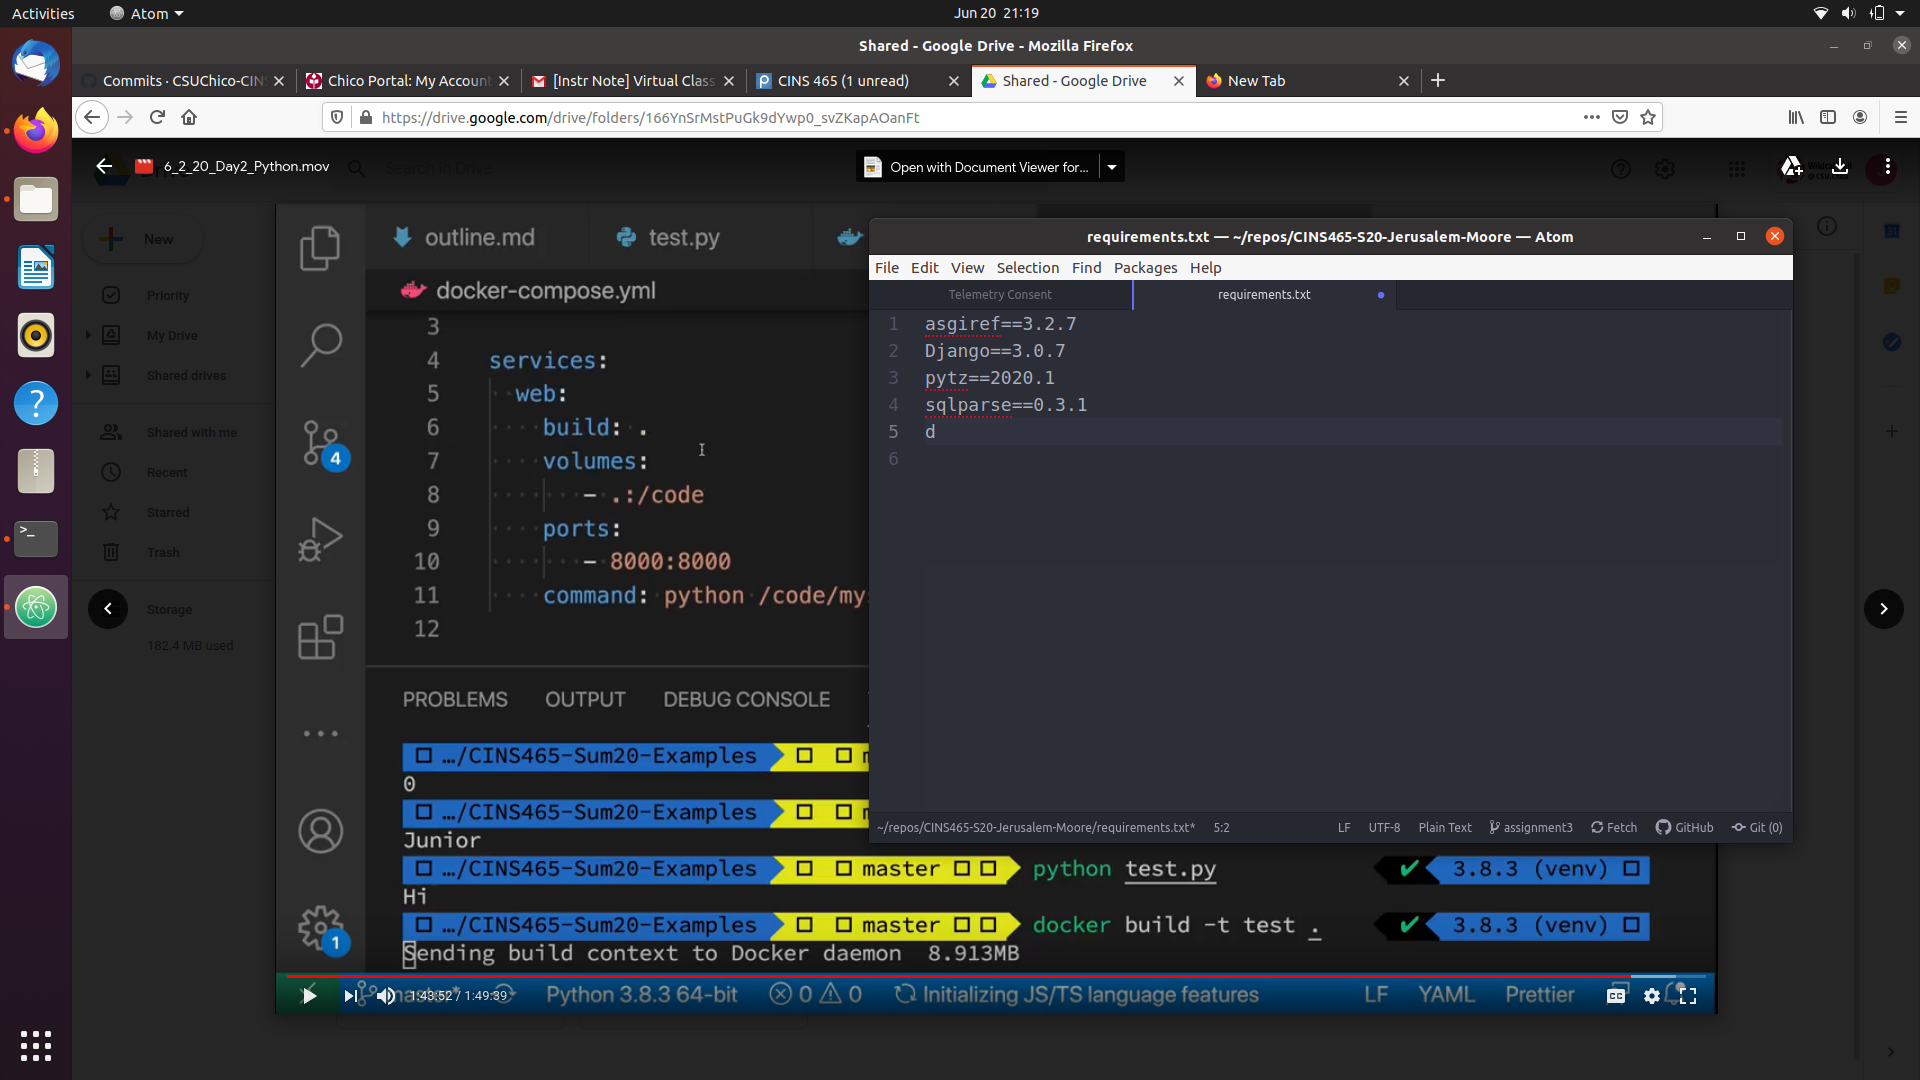 Activities
Atom
Jun 20 21:19
Shared - Google Drive - Mozilla Firefox
Commits · CSUChico-CIN
Chico Portal: My Account
[Instr Note] Virtual Class
CINS 465 (1 unread)
Shared - Google Drive
New Tab
https://drive.google.com/drive/folders/166YnSrMstPuGk9dYwp0_svZKapAOanFt
6_2_20_Day2_Python.mov
Search in Drive
Open with Document Viewer for...
New
Priority
My Drive
Shared drives
Shared with me
Recent
Starred
Trash
Storage
182.4 MB used
outline.md
test.py
docker-compose.yml
3
4 services:
5 web:
6 build: .
7 volumes:
8 - .:/code
9 ports:
10 - 8000:8000
11 command: python /code/mys
12
PROBLEMS OUTPUT DEBUG CONSOLE
…/CINS465-Sum20-Examples
0
…/CINS465-Sum20-Examples
Junior
…/CINS465-Sum20-Examples master python test.py 3.8.3 (venv)
Hi
…/CINS465-Sum20-Examples master docker build -t test . 3.8.3 (venv)
Sending build context to Docker daemon 8.913MB
master* Python 3.8.3 64-bit 0 0 Initializing JS/TS language features LF YAML Prettier
1:43:52 / 1:49:39
CC
4
1
requirements.txt — ~/repos/CINS465-S20-Jerusalem-Moore — Atom
File Edit View Selection Find Packages Help
Telemetry Consent
requirements.txt
1 asgiref==3.2.7
2 Django==3.0.7
3 pytz==2020.1
4 sqlparse==0.3.1
5 d
6
~/repos/CINS465-S20-Jerusalem-Moore/requirements.txt* 5:2 LF UTF-8 Plain Text assignment3 Fetch GitHub Git (0)